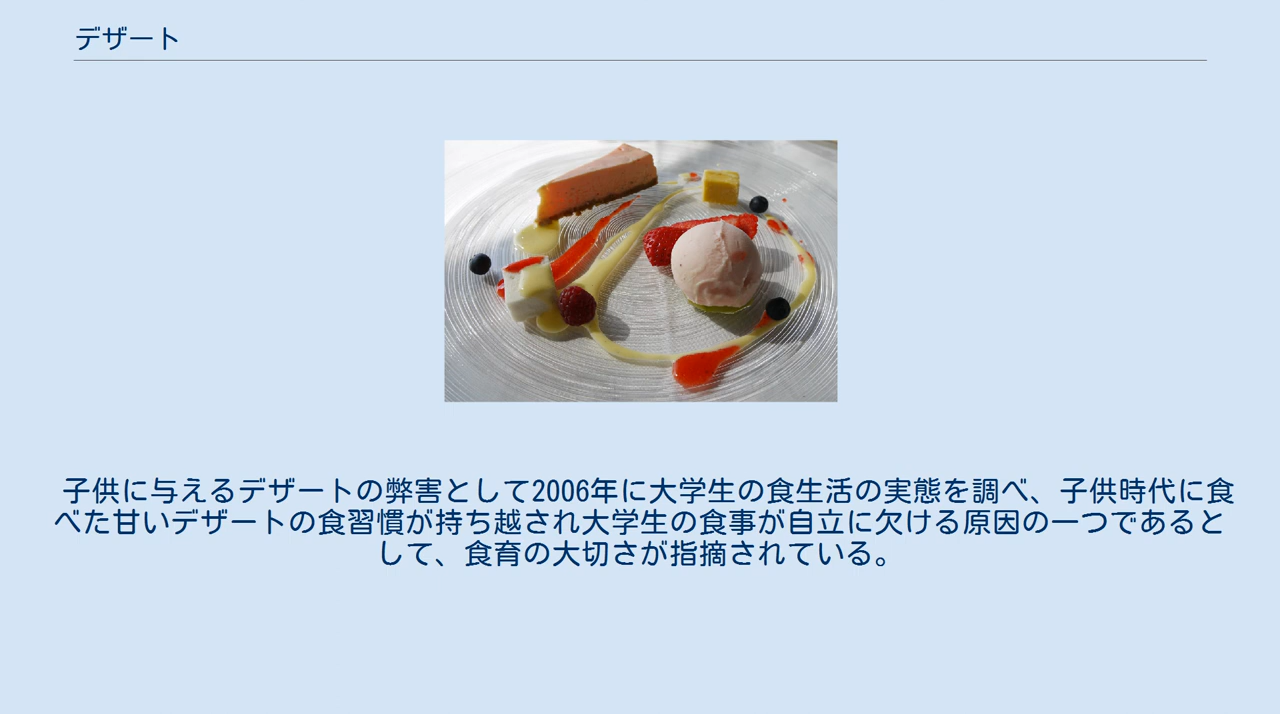 デザート
子供に与えるデザートの弊害として2006年に大学生の食生活の実態を調べ、子供時代に食
べた甘いデザートの食習慣が持ち越され大学生の食事が自立に欠ける原因の一つであると
して、食育の大切さが指摘されている。